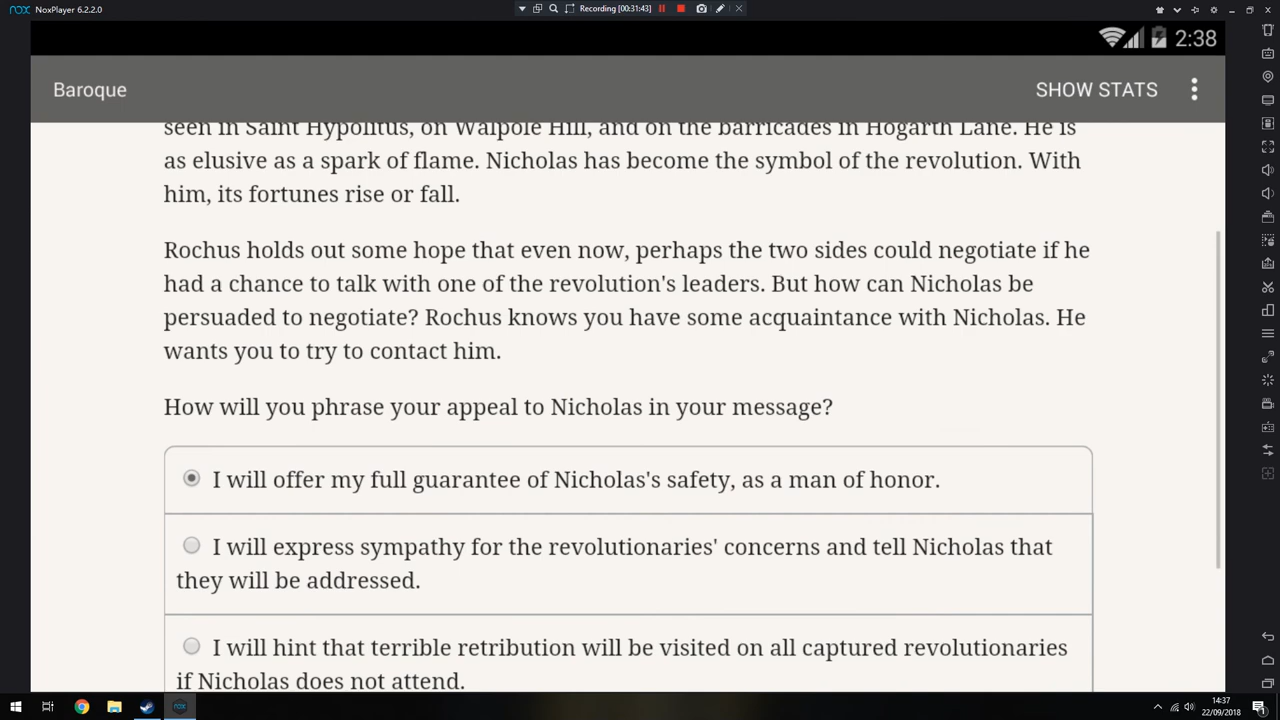 NoxPlayer 6.2.2.0
Recording [00:31:43]
2:38
Baroque
SHOW STATS
seen in Saint Hypolitus, on Walpole Hill, and on the barricades in Hogarth Lane. He is
as elusive as a spark of flame. Nicholas has become the symbol of the revolution. With
him, its fortunes rise or fall.
Rochus holds out some hope that even now, perhaps the two sides could negotiate if he
had a chance to talk with one of the revolution's leaders. But how can Nicholas be
persuaded to negotiate? Rochus knows you have some acquaintance with Nicholas. He
wants you to try to contact him.
How will you phrase your appeal to Nicholas in your message?
I will offer my full guarantee of Nicholas's safety, as a man of honor.
I will express sympathy for the revolutionaries' concerns and tell Nicholas that
they will be addressed.
I will hint that terrible retribution will be visited on all captured revolutionaries
if Nicholas does not attend.
14:37
22/09/2018